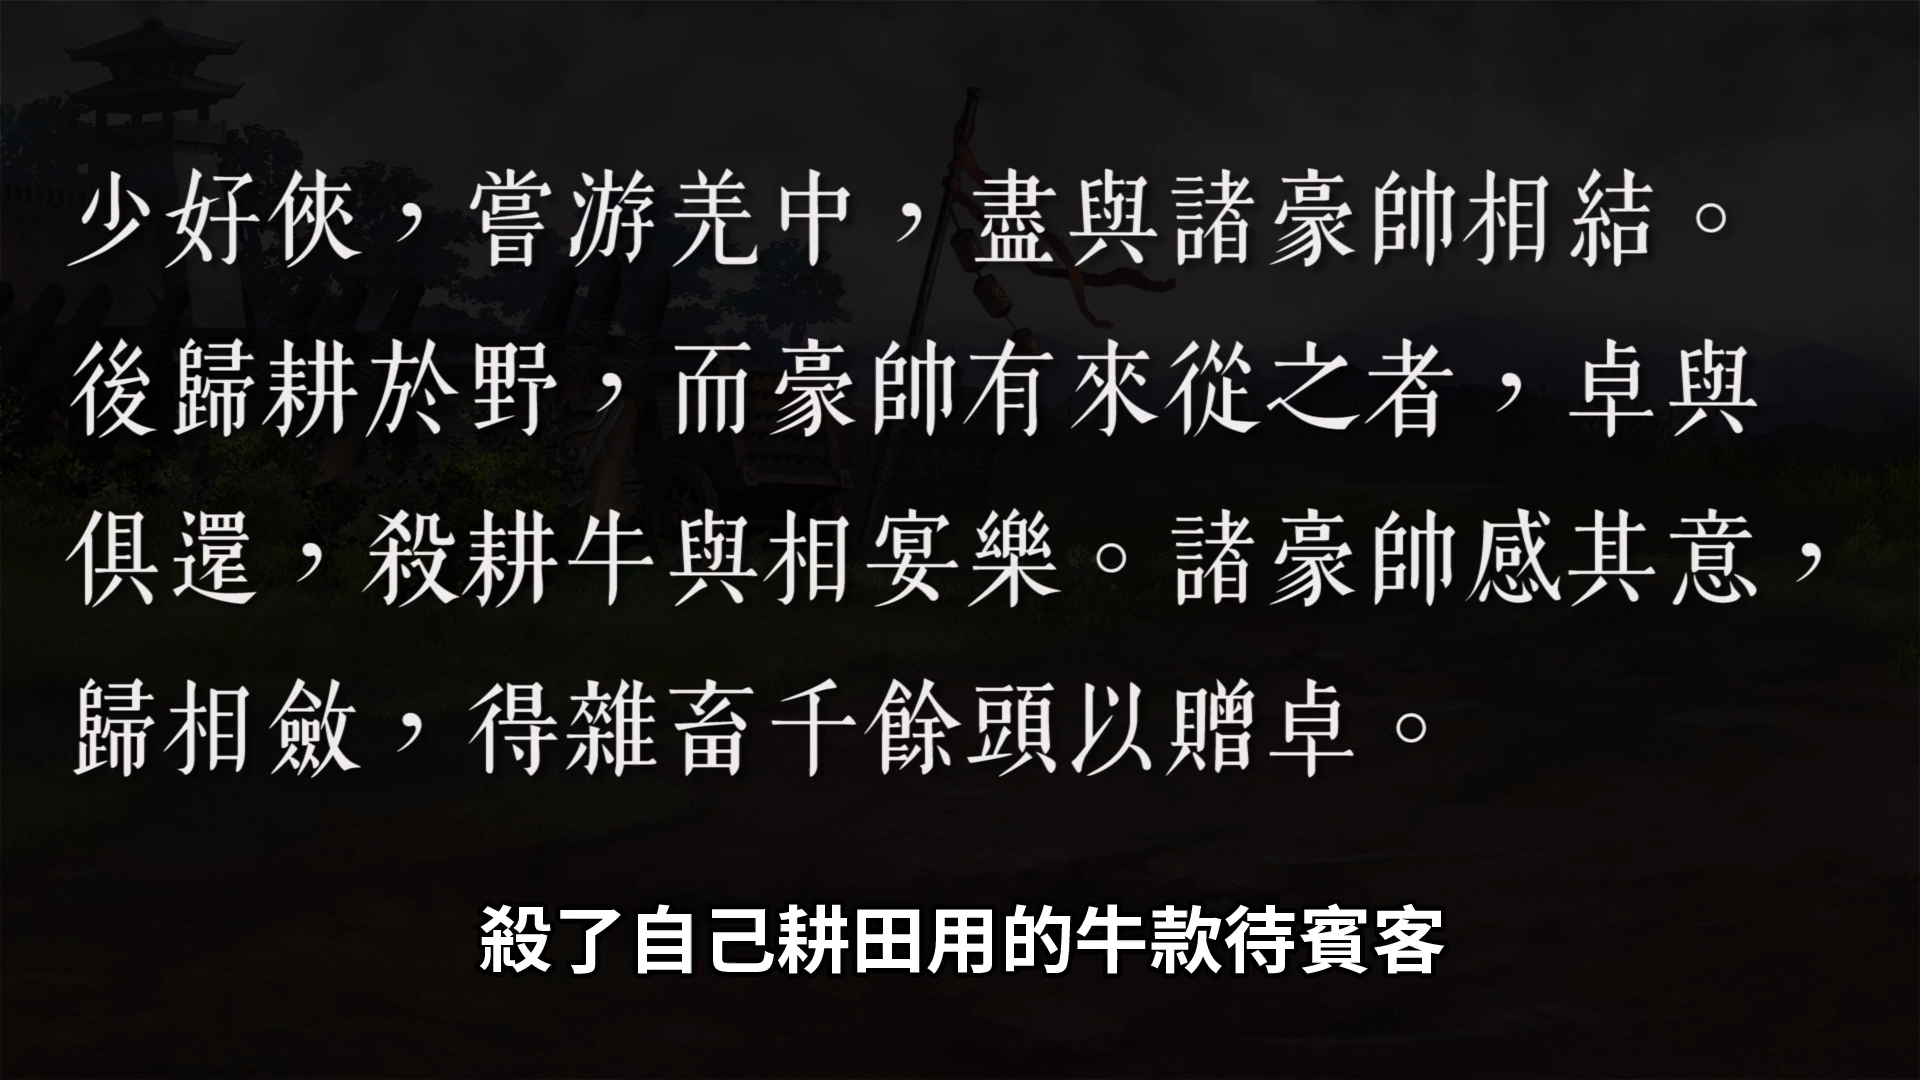 少好俠，嘗游羌中，盡與諸豪帥相結。
後歸耕於野，而豪帥有來從之者，卓與
俱還，殺耕牛與相宴樂。諸豪帥感其意，
歸相斂，得雜畜千餘頭以贈卓。
殺了自己耕田用的牛款待賓客